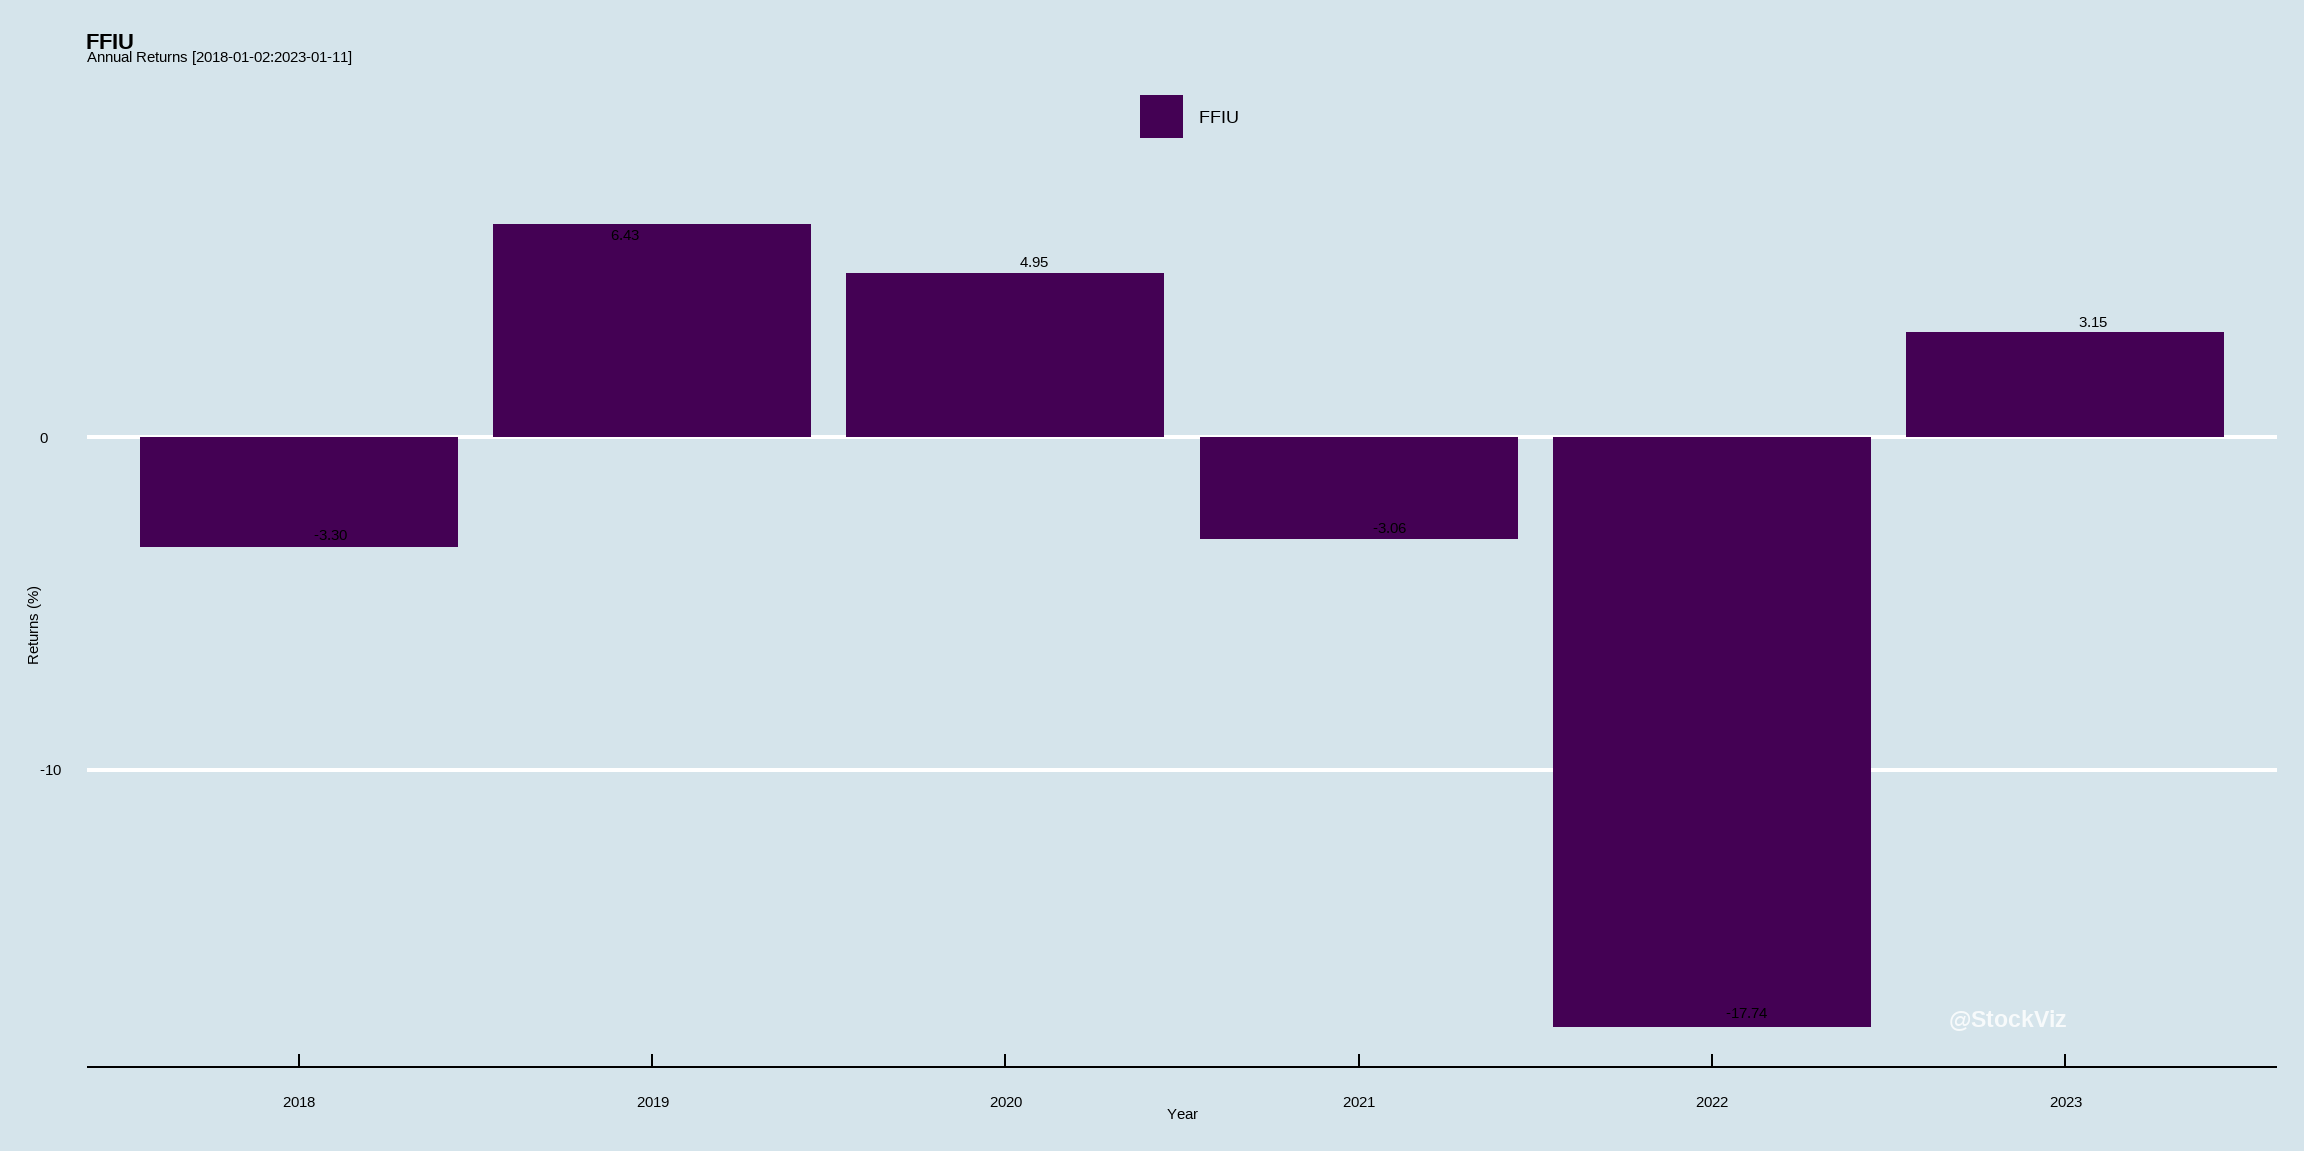 FFIU
Annual Returns [2018-01-02:2023-01-11]
FFIU
6.43
4.95
3.15
0
-3.30
-3.06
Returns (%)
-10
-17.74
@StockViz
2018
2019
2020
2021
2022
2023
Year